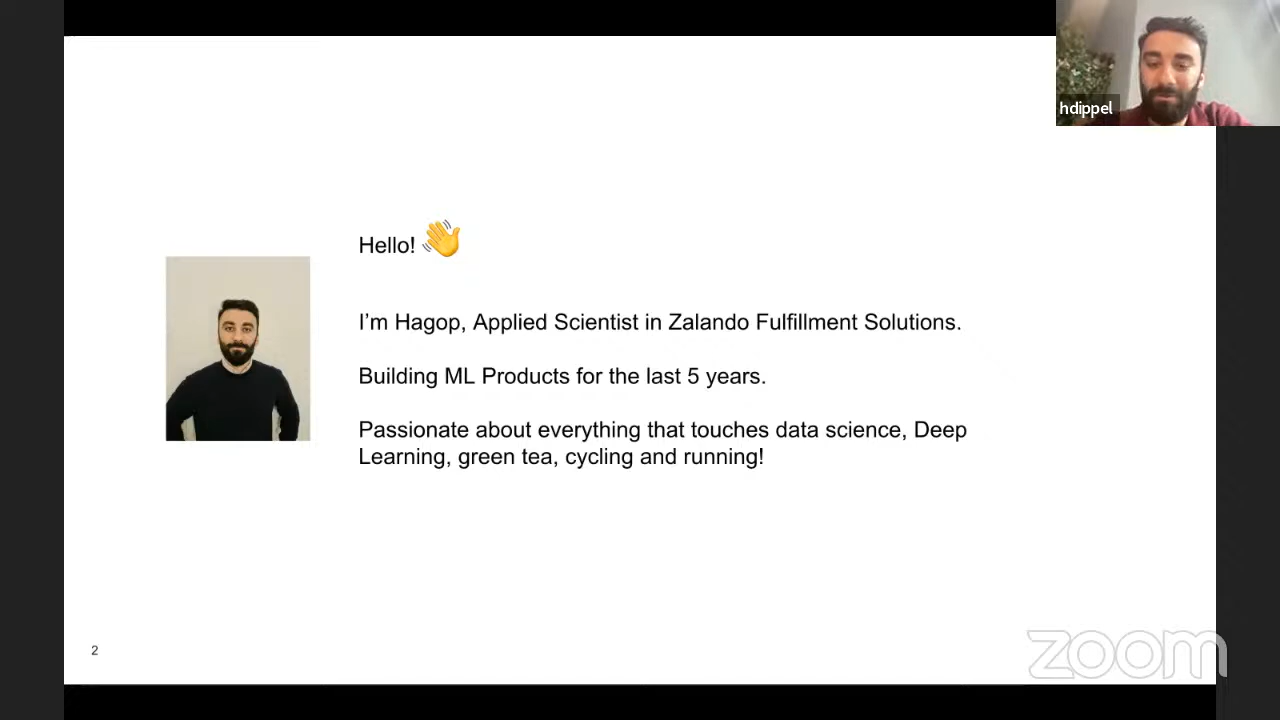 hdippel
Hello! 👋
I'm Hagop, Applied Scientist in Zalando Fulfillment Solutions.
Building ML Products for the last 5 years.
Passionate about everything that touches data science, Deep
Learning, green tea, cycling and running!
2
zoom